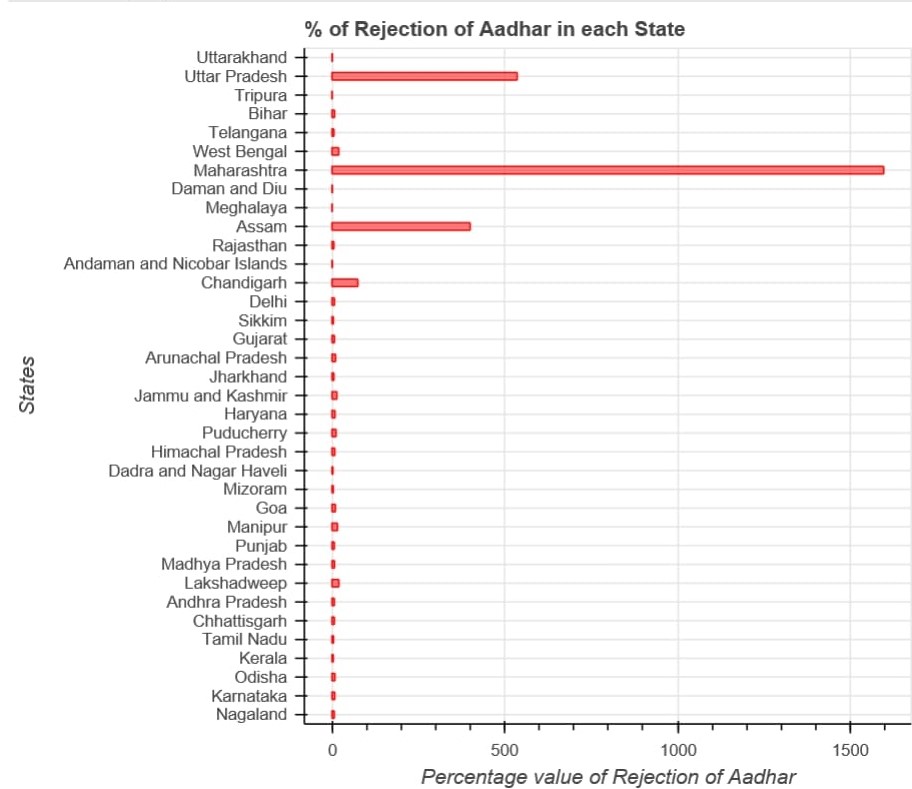 % of Rejection of Aadhar in each State
Uttarakhand
Uttar Pradesh
Tripura
Bihar
Telangana
West Bengal
Maharashtra
Daman and Diu
Meghalaya
Assam
Rajasthan
Andaman and Nicobar Islands
Chandigarh
Delhi
Sikkim
Gujarat
Arunachal Pradesh
Jharkhand
Jammu and Kashmir
Haryana
Puducherry
Himachal Pradesh
Dadra and Nagar Haveli
Mizoram
Goa
Manipur
Punjab
Madhya Pradesh
Lakshadweep
Andhra Pradesh
Chhattisgarh
Tamil Nadu
Kerala
Odisha
Karnataka
Nagaland
States
0 500 1000 1500
Percentage value of Rejection of Aadhar